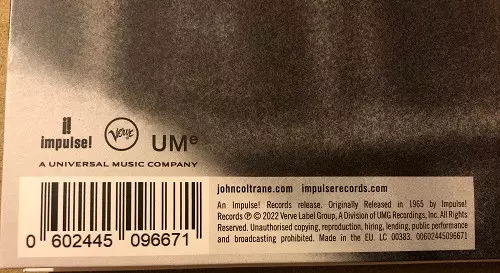 impulse!
Verve
UMe
A UNIVERSAL MUSIC COMPANY
johncoltrane.com impulserecords.com
An Impulse! Records release. Originally Released in 1965 by Impulse!
Records ℗ © 2022 Verve Label Group, A Division of UMG Recordings, Inc. All Rights
Reserved. Unauthorised copying, reproduction, hiring, lending, public performance
and broadcasting prohibited. Made in the EU. LC 00383. 00602445096671
0 602445 096671